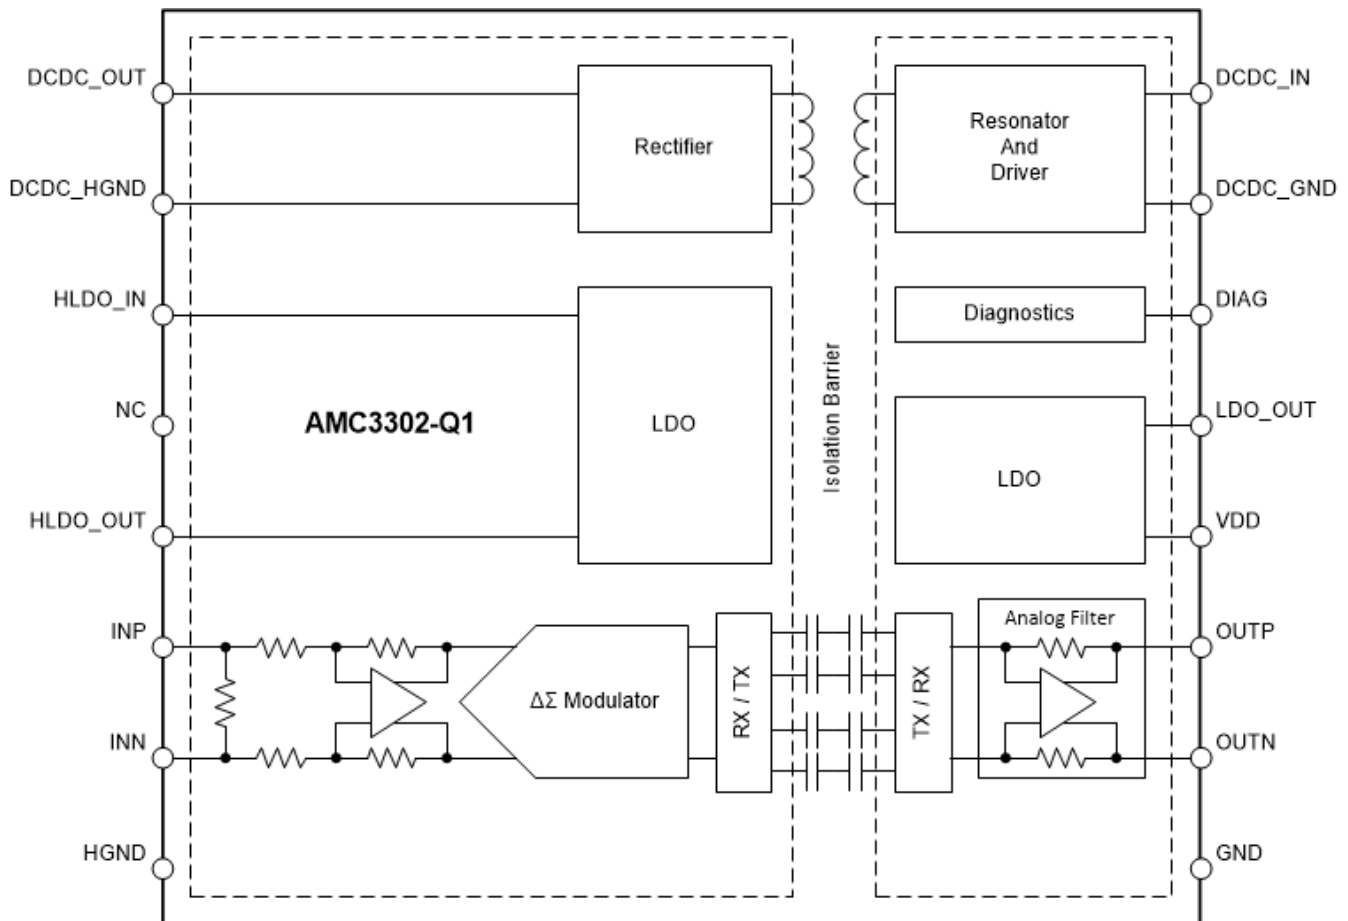 DCDC_OUT
DCDC_HGND
HLDO_IN
NC
HLDO_OUT
INP
INN
HGND
Rectifier
AMC3302-Q1
LDO
ΔΣ Modulator
RX / TX
Isolation Barrier
Resonator
And
Driver
Diagnostics
LDO
TX / RX
Analog Filter
DCDC_IN
DCDC_GND
DIAG
LDO_OUT
VDD
OUTP
OUTN
GND